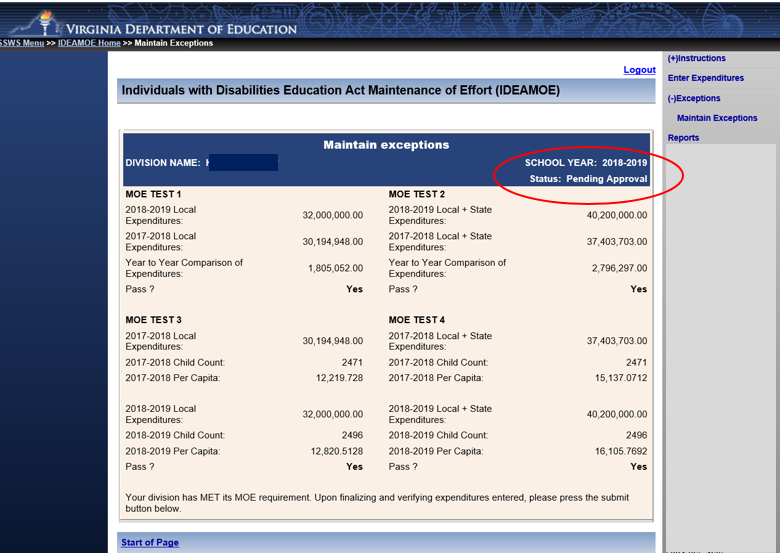 VIRGINIA DEPARTMENT OF EDUCATION
SSWS Menu >> IDEAMOE Home >> Maintain Exceptions
(+)Instructions
Enter Expenditures
(-)Exceptions
Maintain Exceptions
Reports
Logout
Individuals with Disabilities Education Act Maintenance of Effort (IDEAMOE)
Maintain exceptions
DIVISION NAME:
SCHOOL YEAR: 2018-2019
Status: Pending Approval
MOE TEST 1
2018-2019 Local
Expenditures: 32,000,000.00
2017-2018 Local
Expenditures: 30,194,948.00
Year to Year Comparison of
Expenditures: 1,805,052.00
Pass ? Yes
MOE TEST 2
2018-2019 Local + State
Expenditures: 40,200,000.00
2017-2018 Local + State
Expenditures: 37,403,703.00
Year to Year Comparison of
Expenditures: 2,796,297.00
Pass ? Yes
MOE TEST 3
2017-2018 Local
Expenditures: 30,194,948.00
2017-2018 Child Count: 2471
2017-2018 Per Capita: 12,219.728
2018-2019 Local
Expenditures: 32,000,000.00
2018-2019 Child Count: 2496
2018-2019 Per Capita: 12,820.5128
Pass ? Yes
MOE TEST 4
2017-2018 Local + State
Expenditures: 37,403,703.00
2017-2018 Child Count: 2471
2017-2018 Per Capita: 15,137.0712
2018-2019 Local + State
Expenditures: 40,200,000.00
2018-2019 Child Count: 2496
2018-2019 Per Capita: 16,105.7692
Pass ? Yes
Your division has MET its MOE requirement. Upon finalizing and verifying expenditures entered, please press the submit
button below.
Start of Page